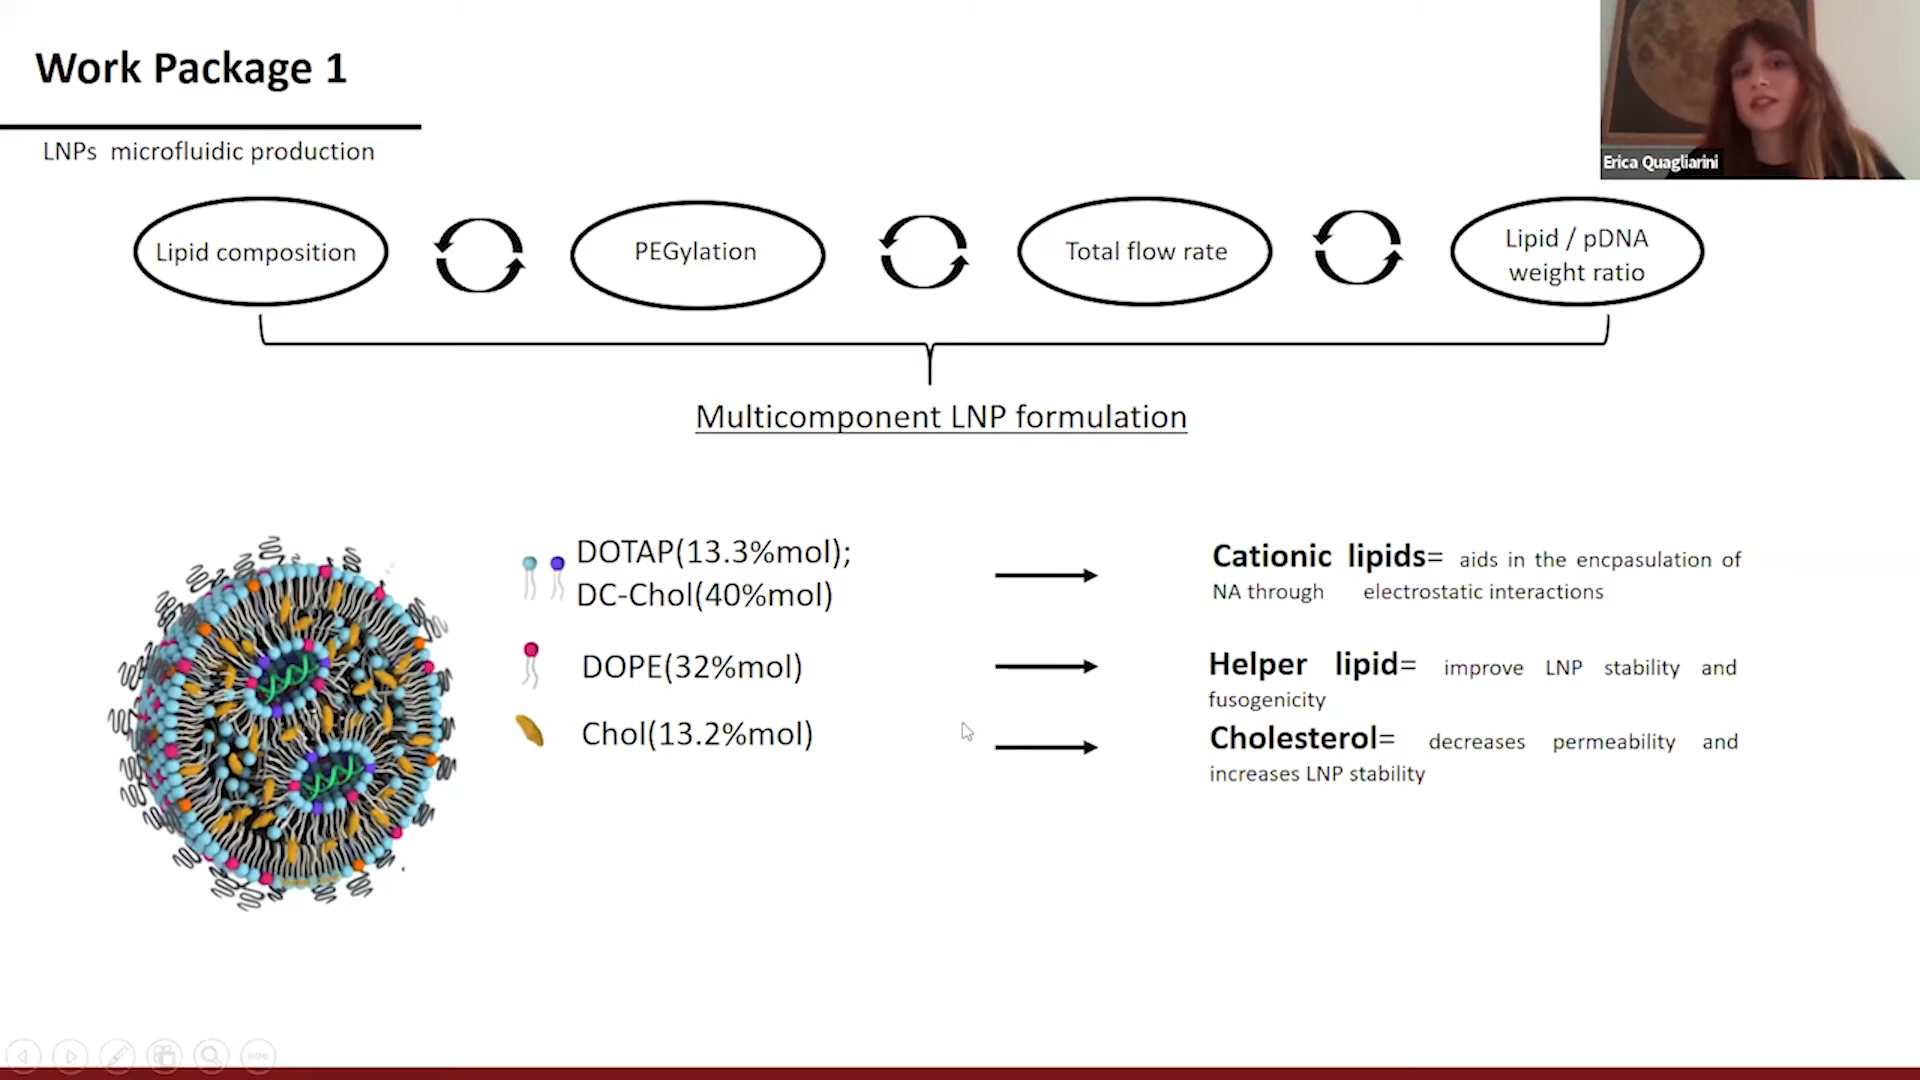 Work Package 1
Erica Quagliarini
LNPs microfluidic production
Lipid composition
PEGylation
Total flow rate
Lipid / pDNA
weight ratio
Multicomponent LNP formulation
DOTAP(13.3%mol);
DC-Chol(40%mol)
Cationic lipids= aids in the encpasulation of
NA through electrostatic interactions
DOPE(32%mol)
Helper lipid= improve LNP stability and
fusogenicity
Chol(13.2%mol)
Cholesterol= decreases permeability and
increases LNP stability